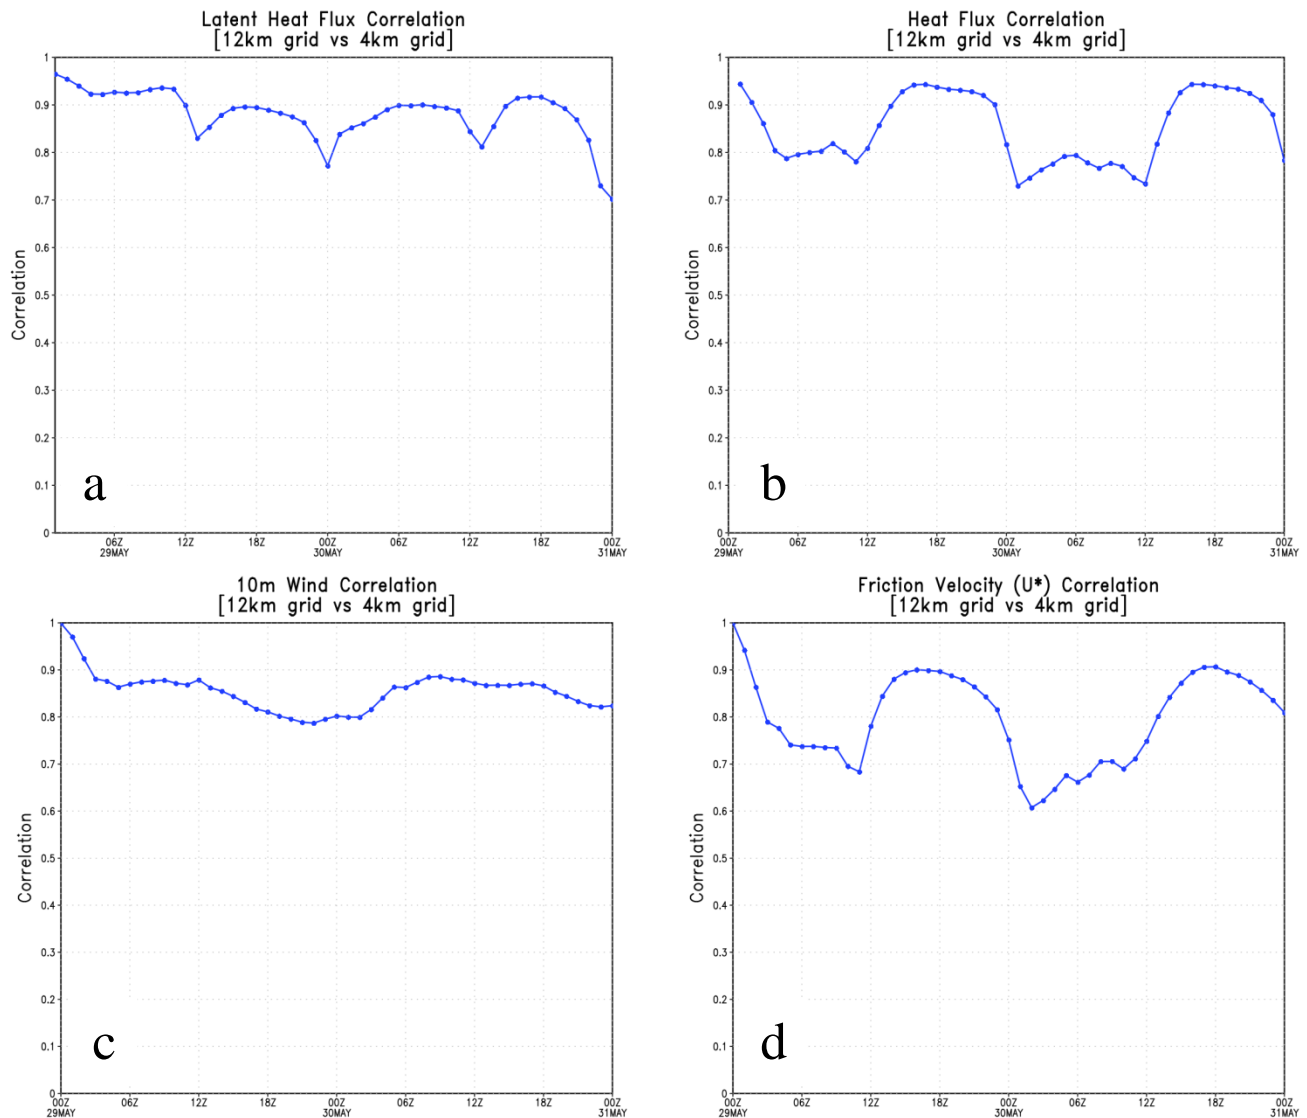 Latent Heat Flux Correlation
[12km grid vs 4km grid]
1
0.9
0.8
0.7
0.6
0.5
0.4
0.3
0.2
0.1
0
Correlation
a
06Z 12Z 18Z 00Z 06Z 12Z 18Z 00Z
29MAY 30MAY 31MAY
Heat Flux Correlation
[12km grid vs 4km grid]
1
0.9
0.8
0.7
0.6
0.5
0.4
0.3
0.2
0.1
0
Correlation
b
00Z 06Z 12Z 18Z 00Z 06Z 12Z 18Z 00Z
29MAY 30MAY 31MAY
10m Wind Correlation
[12km grid vs 4km grid]
1
0.9
0.8
0.7
0.6
0.5
0.4
0.3
0.2
0.1
0
Correlation
c
00Z 06Z 12Z 18Z 00Z 06Z 12Z 18Z 00Z
29MAY 30MAY 31MAY
Friction Velocity (U*) Correlation
[12km grid vs 4km grid]
1
0.9
0.8
0.7
0.6
0.5
0.4
0.3
0.2
0.1
0
Correlation
d
00Z 06Z 12Z 18Z 00Z 06Z 12Z 18Z 00Z
29MAY 30MAY 31MAY